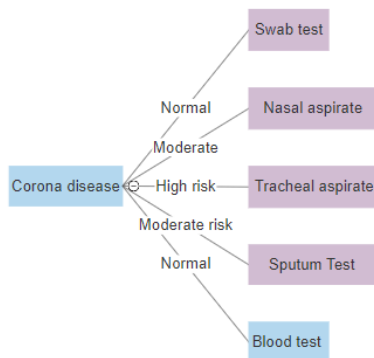 Swab test
Normal
Nasal aspirate
Moderate
Corona disease
High risk
Tracheal aspirate
Moderate risk
Sputum Test
Normal
Blood test